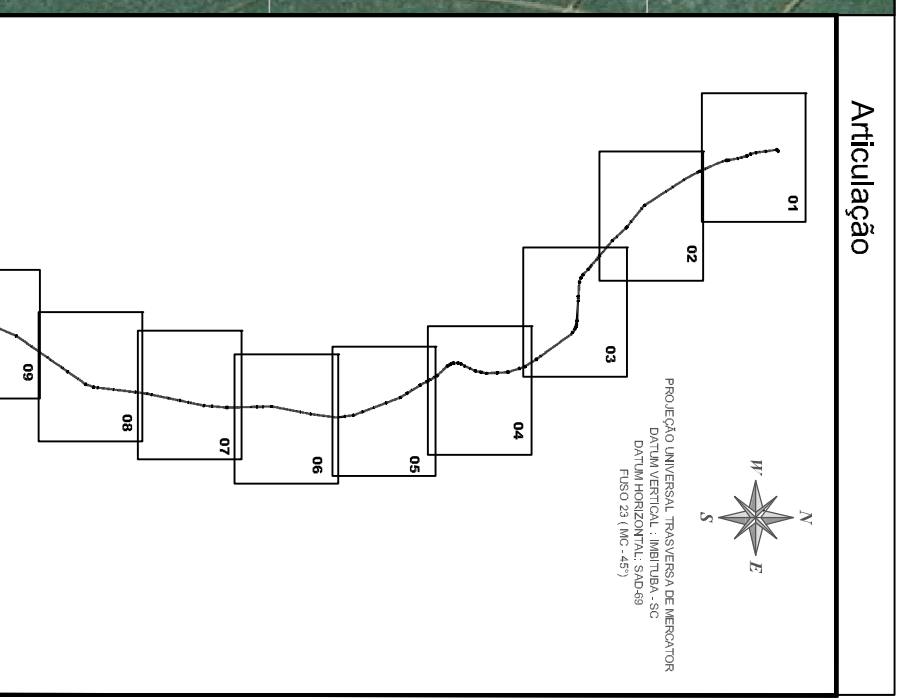 Articulação
01
02
03
04
05
06
07
08
09
N
W
E
S
PROJEÇÃO UNIVERSAL TRASVERSA DE MERCATOR
DATUM VERTICAL : IMBITUBA - SC
DATUM HORIZONTAL: SAD-69
FUSO 23 ( MC - 45°)